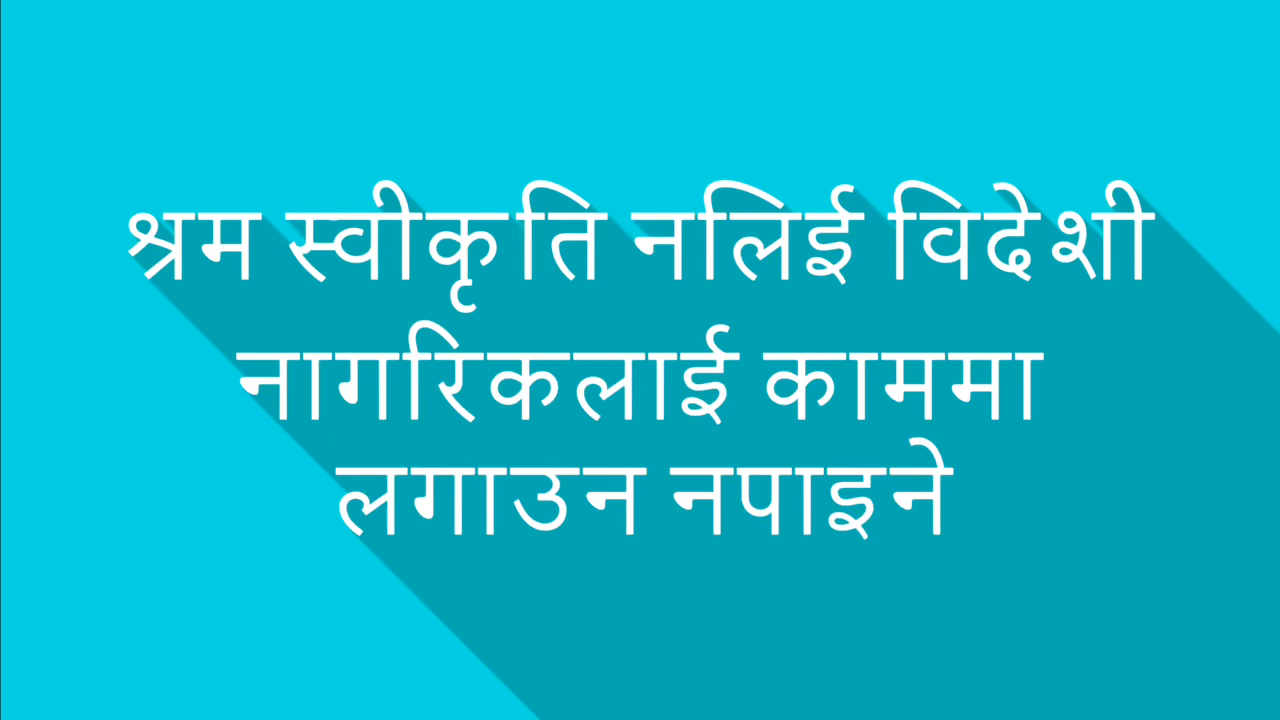 श्रम स्वीकृति नलिई विदेशी
नागरिकलाई काममा
लगाउन नपाइने